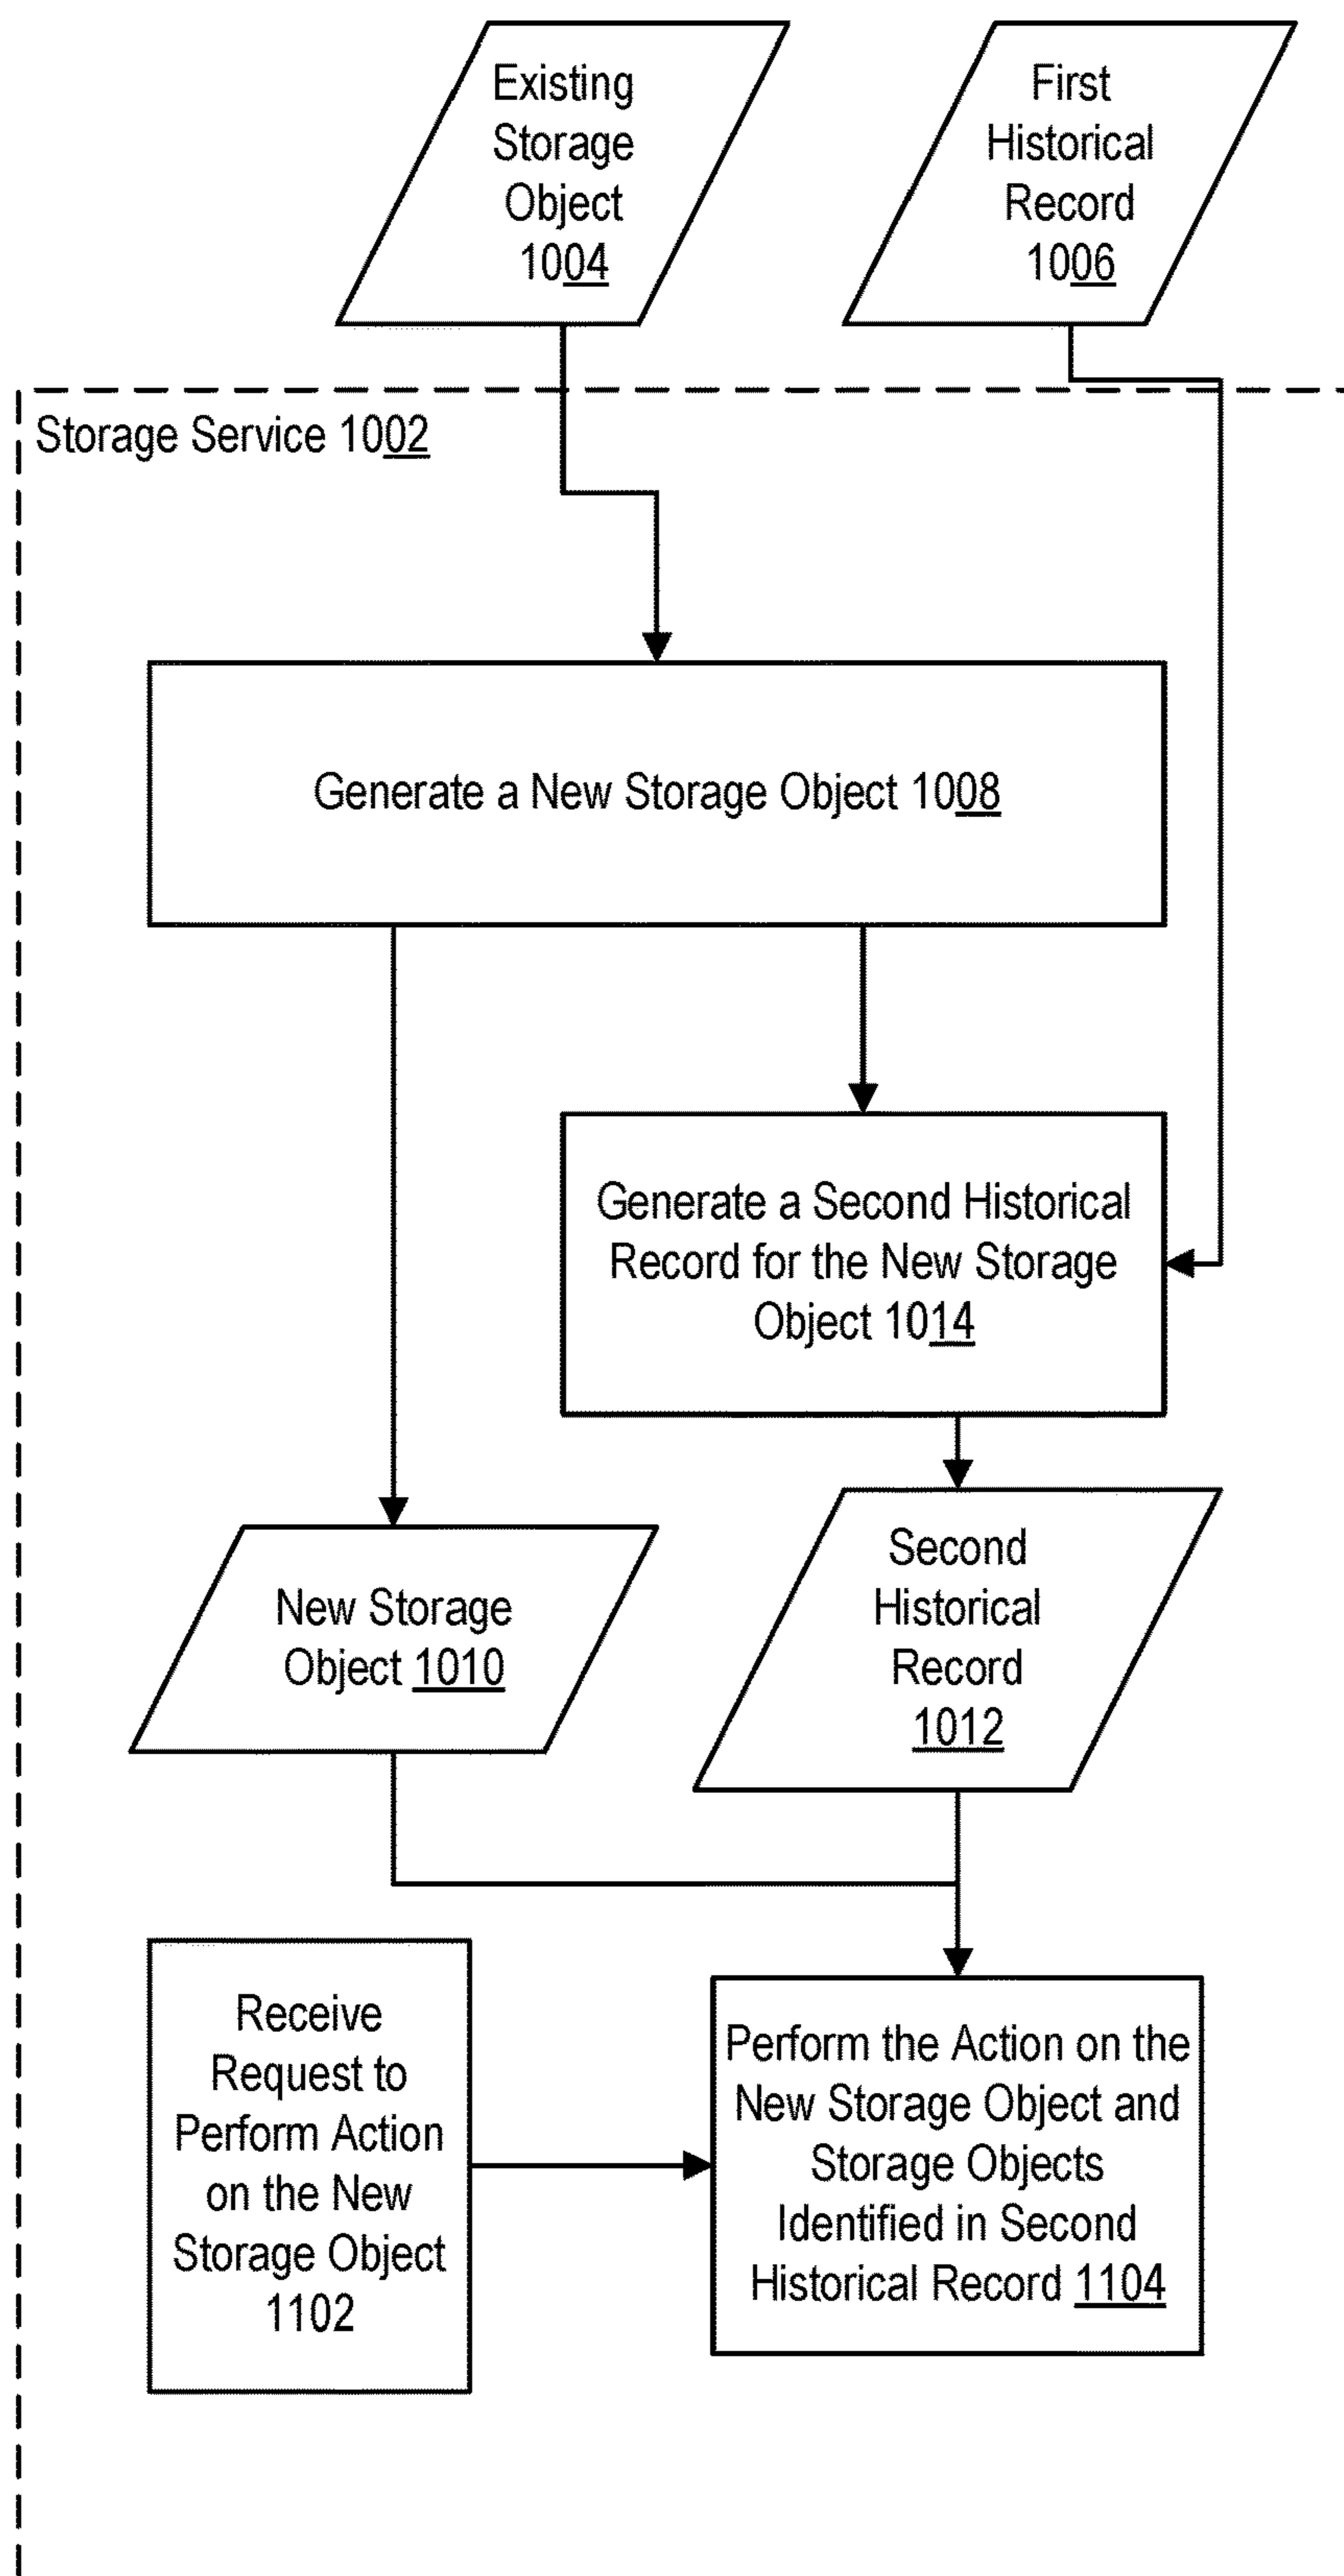 Existing
Storage
Object
1004
First
Historical
Record
1006
Storage Service 1002
Generate a New Storage Object 1008
Generate a Second Historical
Record for the New Storage
Object 1014
New Storage
Object 1010
Second
Historical
Record
1012
Receive
Request to
Perform Action
on the New
Storage Object
1102
Perform the Action on the
New Storage Object and
Storage Objects
Identified in Second
Historical Record 1104